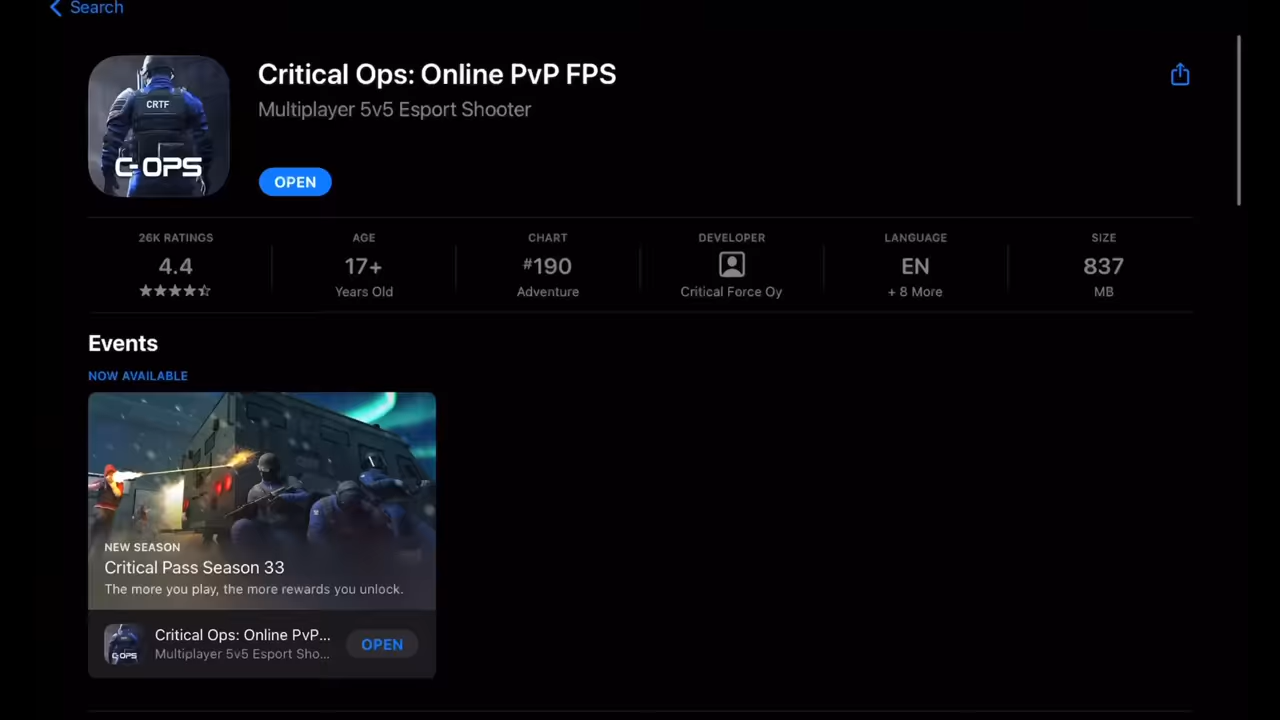 Search
Critical Ops: Online PvP FPS
Multiplayer 5v5 Esport Shooter
CRTF
C-OPS
OPEN
26K RATINGS
4.4
AGE
17+
Years Old
CHART
#190
Adventure
DEVELOPER
Critical Force Oy
LANGUAGE
EN
+ 8 More
SIZE
837
MB
Events
NOW AVAILABLE
NEW SEASON
Critical Pass Season 33
The more you play, the more rewards you unlock.
Critical Ops: Online PvP...
Multiplayer 5v5 Esport Sho...
C-OPS
OPEN